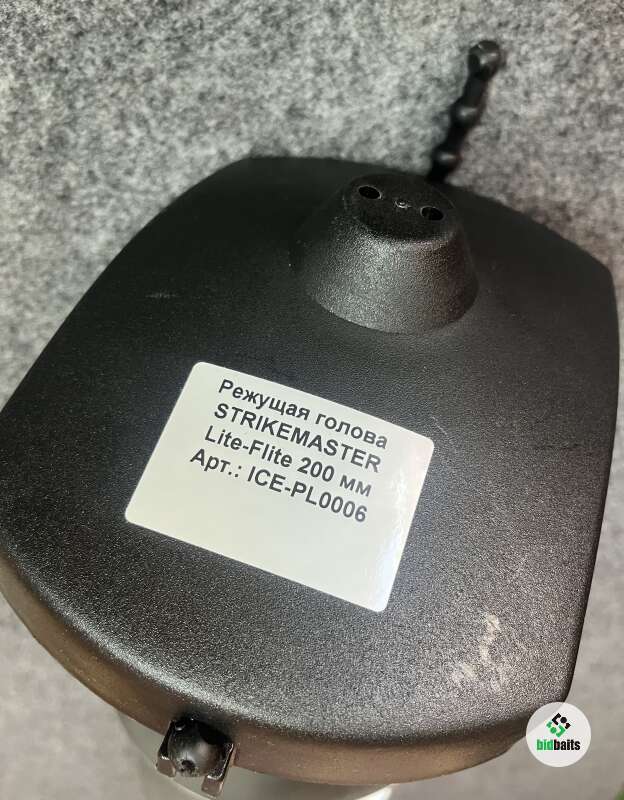 Режущая голова
STRIKEMASTER
Lite-Flite 200 мм
Арт.: ICE-PL0006
bidbaits